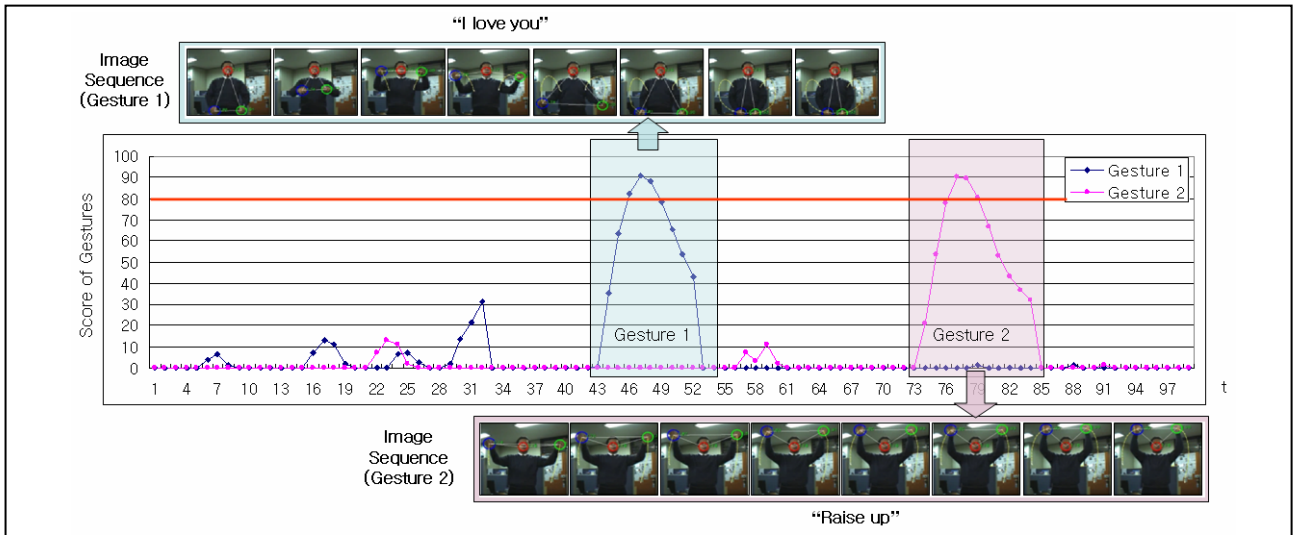 “I love you”
Image
Sequence
(Gesture 1)
100
90
80
70
60
50
40
30
20
10
0
Score of Gestures
Gesture 1
Gesture 2
Gesture 1
Gesture 2
1 4 7 10 13 16 19 22 25 28 31 34 37 40 43 46 49 52 55 58 61 64 67 70 73 76 79 82 85 88 91 94 97 t
Image
Sequence
(Gesture 2)
“Raise up”